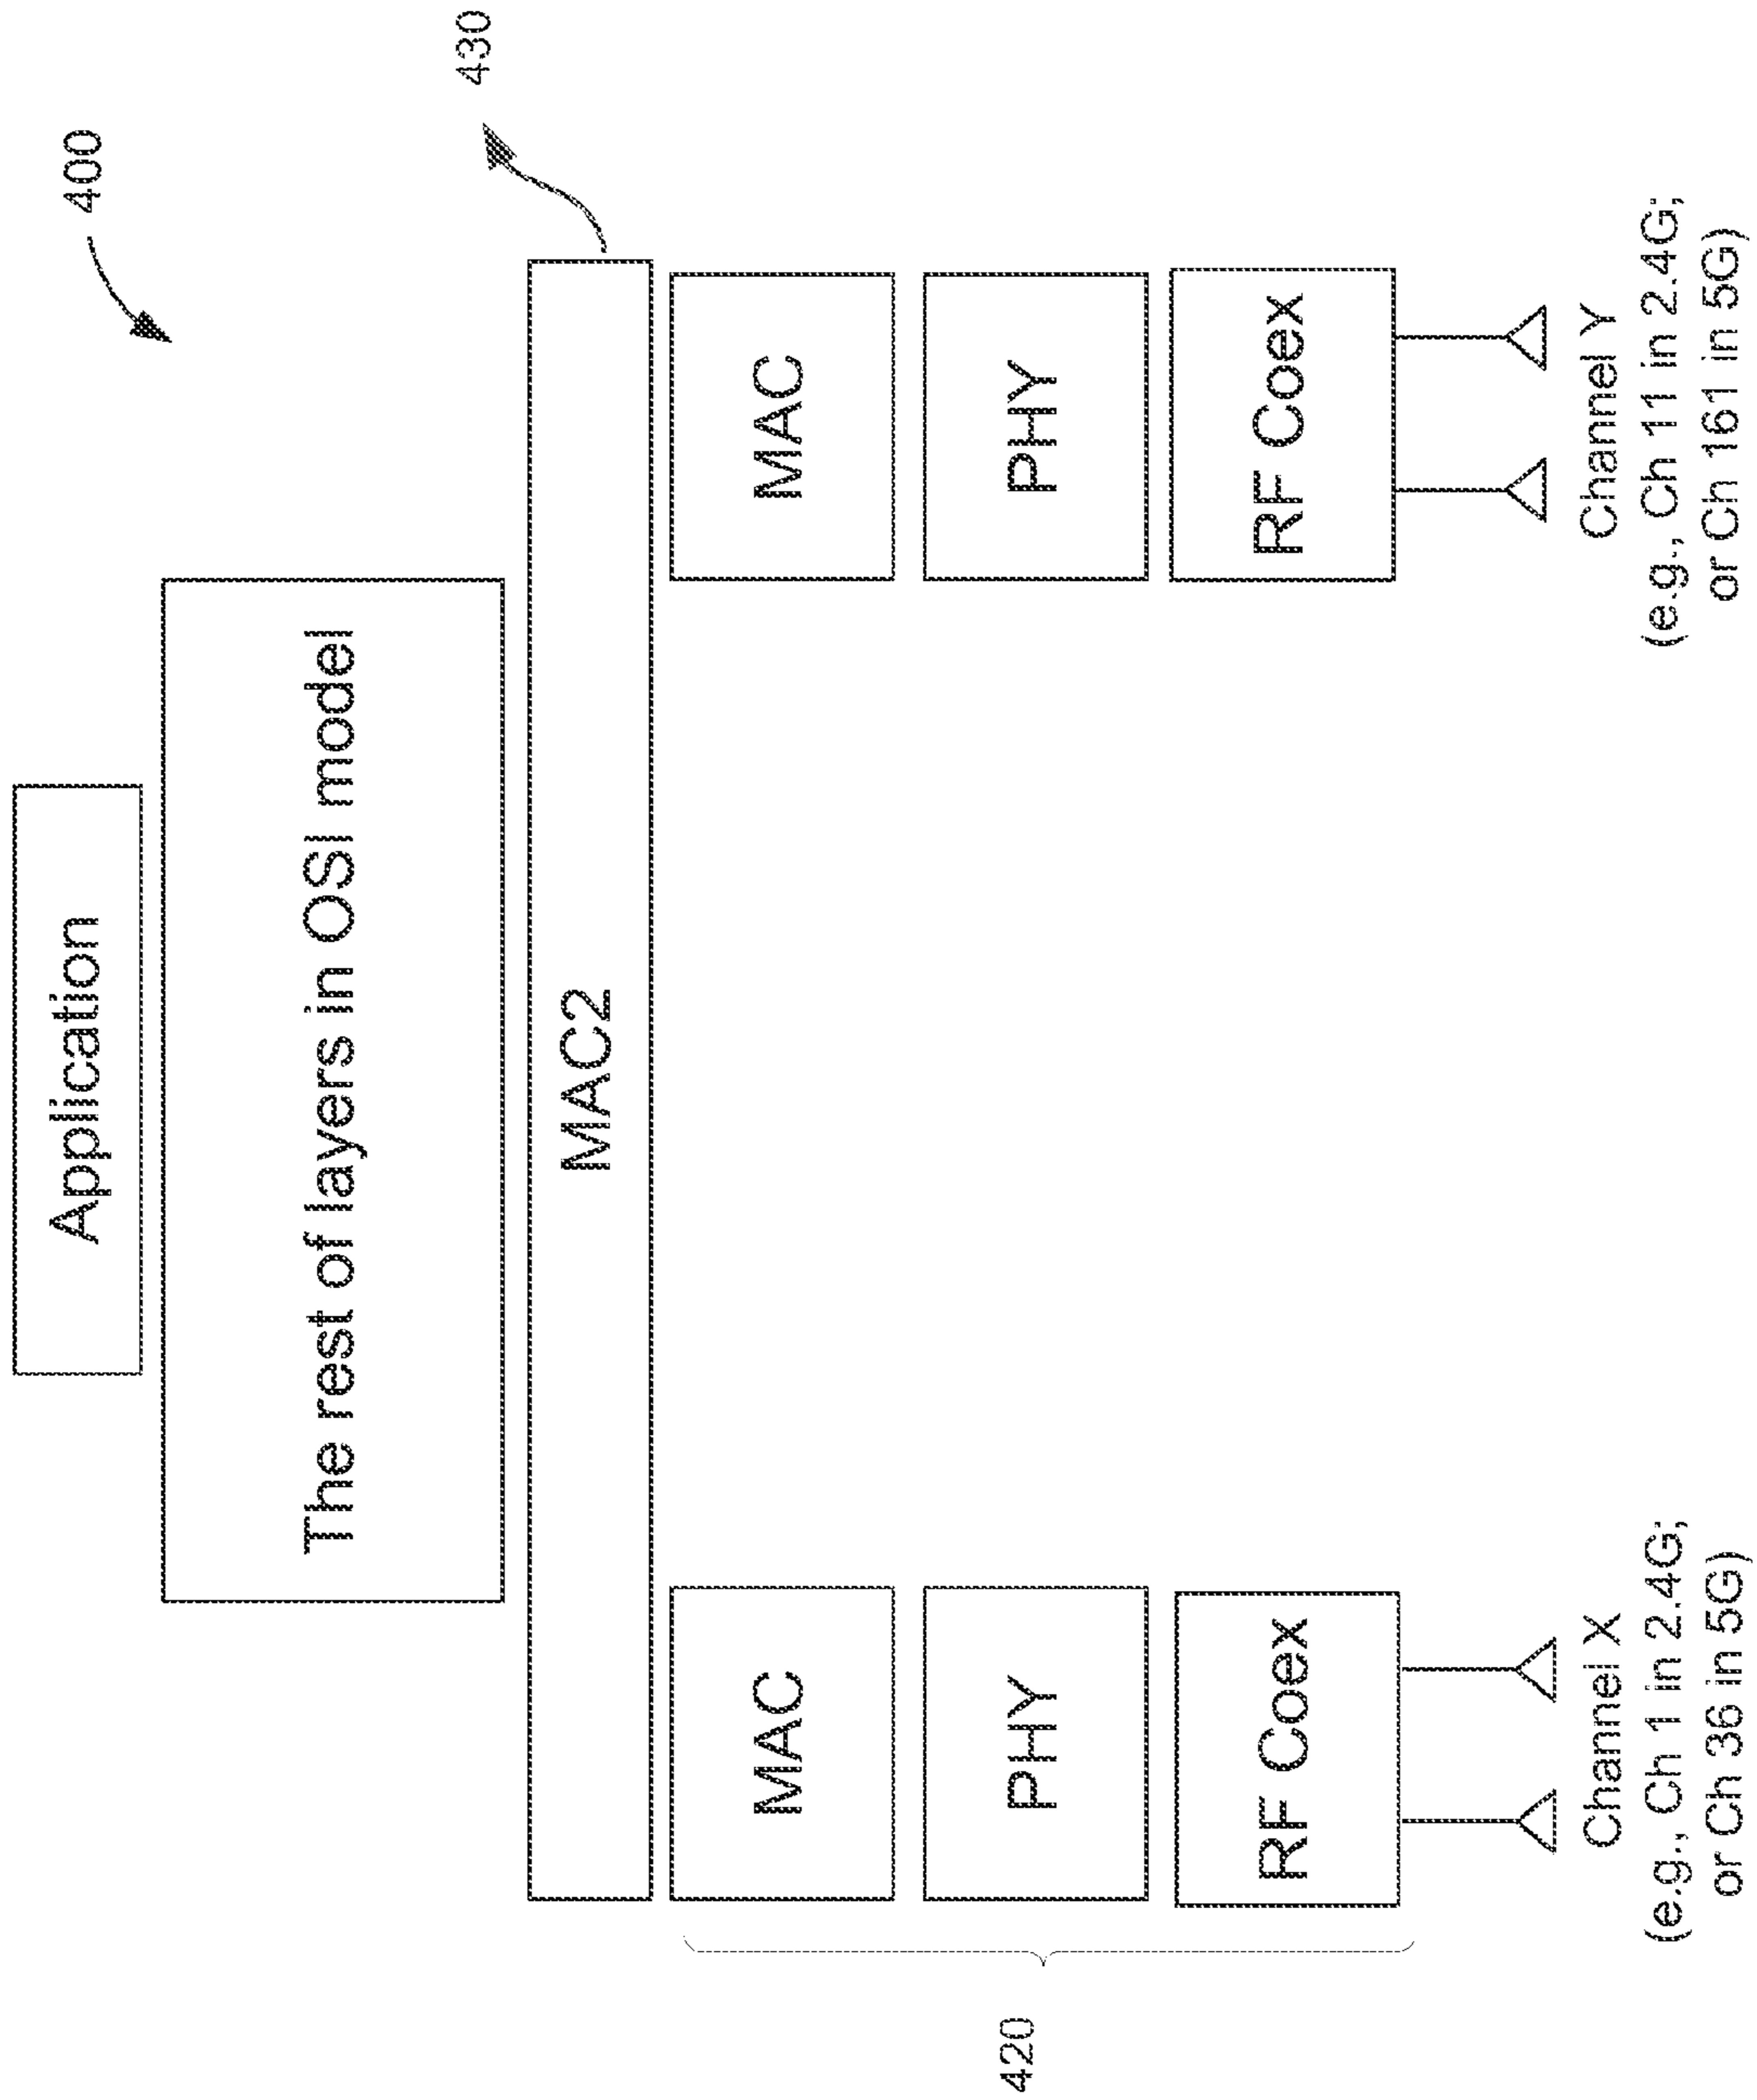 400
Application
The rest of layers in OSI model
430
MAC2
MAC
MAC
420
PHY
PHY
RF Coex
RF Coex
Channel X
(e.g., Ch 1 in 2.4G;
or Ch 36 in 5G)
Channel Y
(e.g., Ch 11 in 2.4G;
or Ch 161 in 5G)